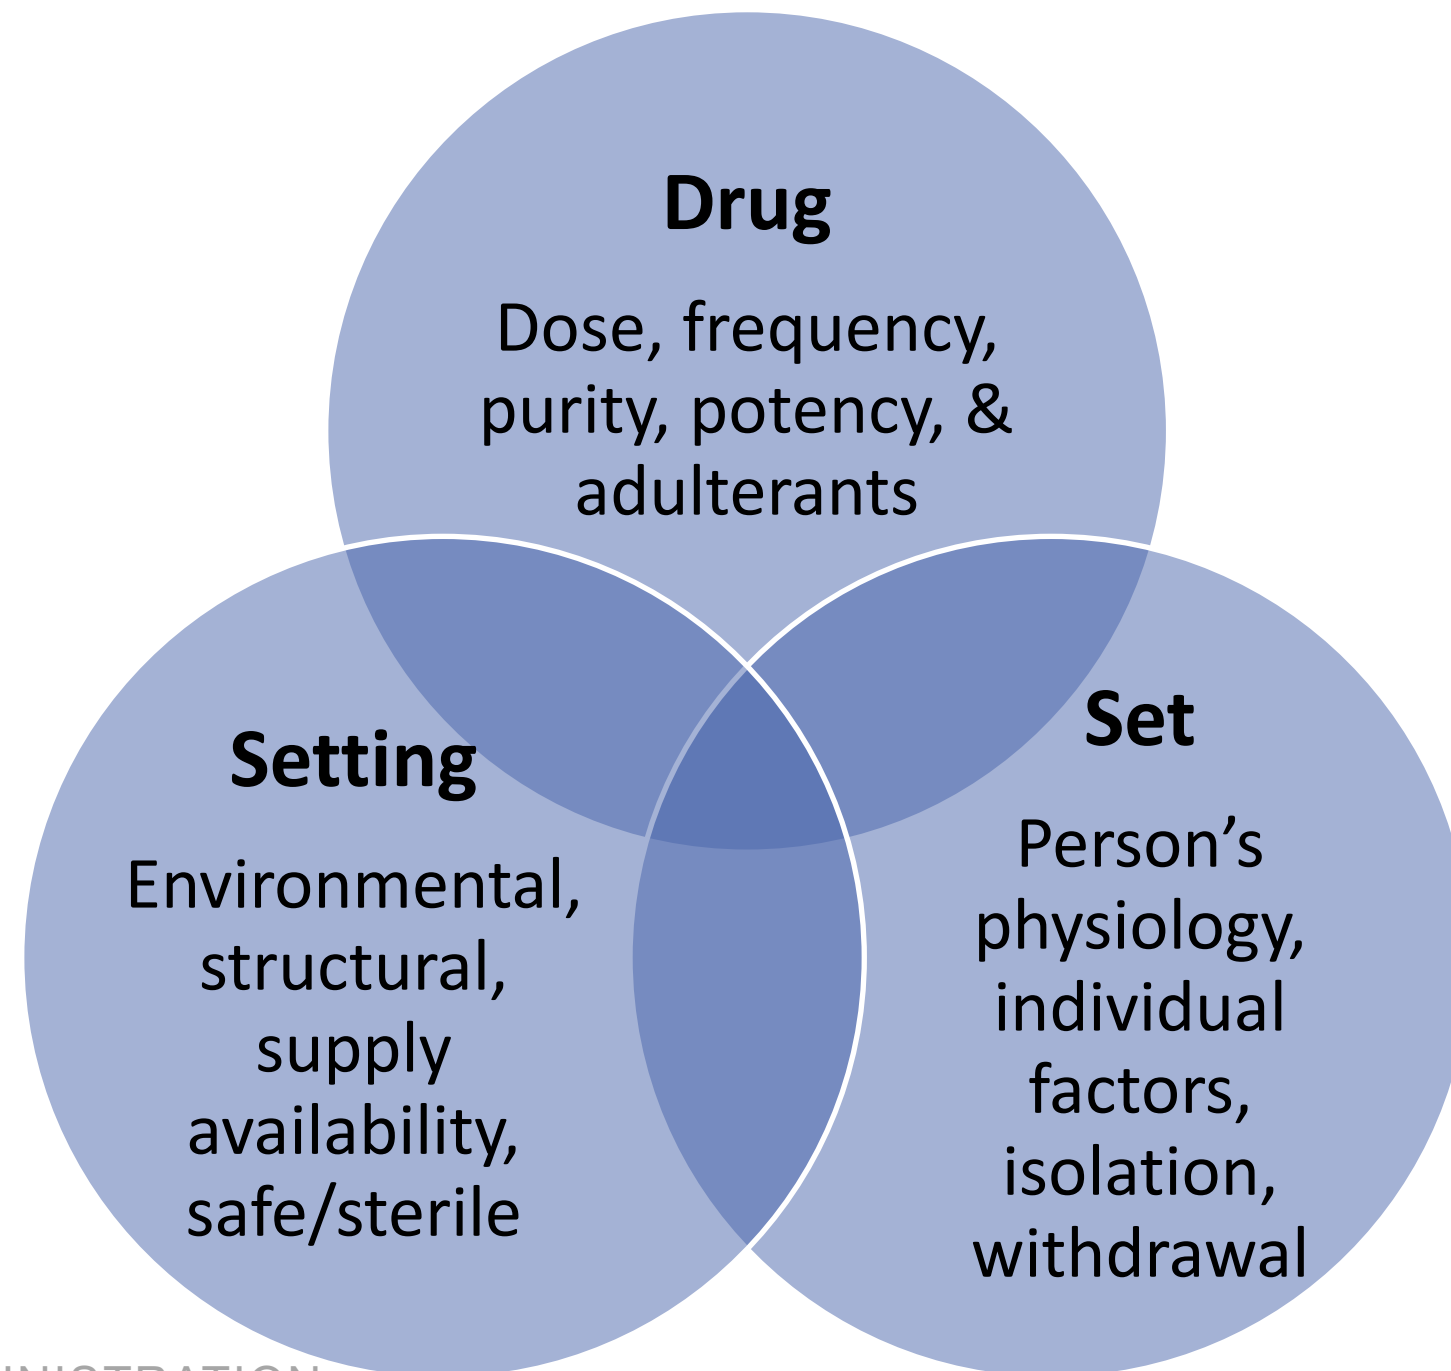 Drug
Dose, frequency,
purity, potency, &
adulterants
Setting
Environmental,
structural,
supply
availability,
safe/sterile
Set
Person’s
physiology,
individual
factors,
isolation,
withdrawal